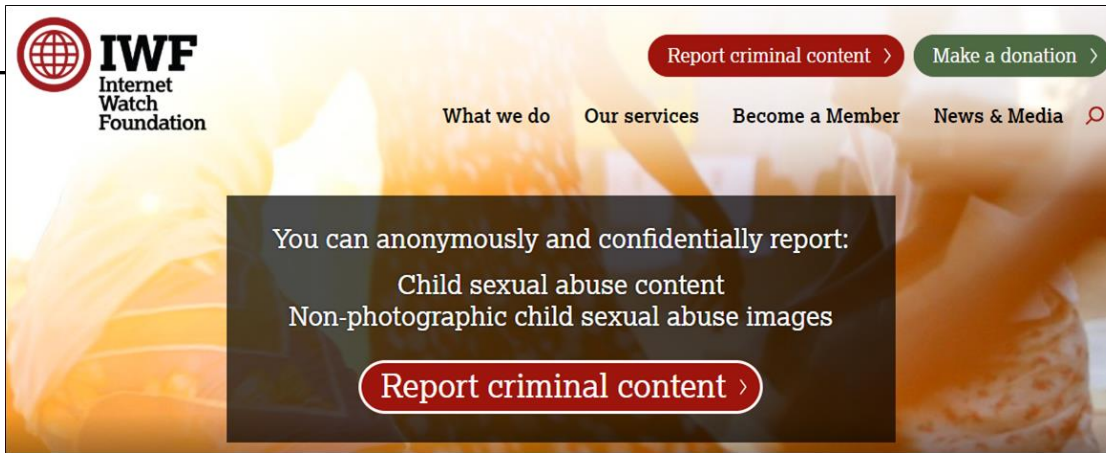 IWF
Internet
Watch
Foundation
Report criminal content
Make a donation
What we do Our services Become a Member News & Media
You can anonymously and confidentially report:
Child sexual abuse content
Non-photographic child sexual abuse images
Report criminal content